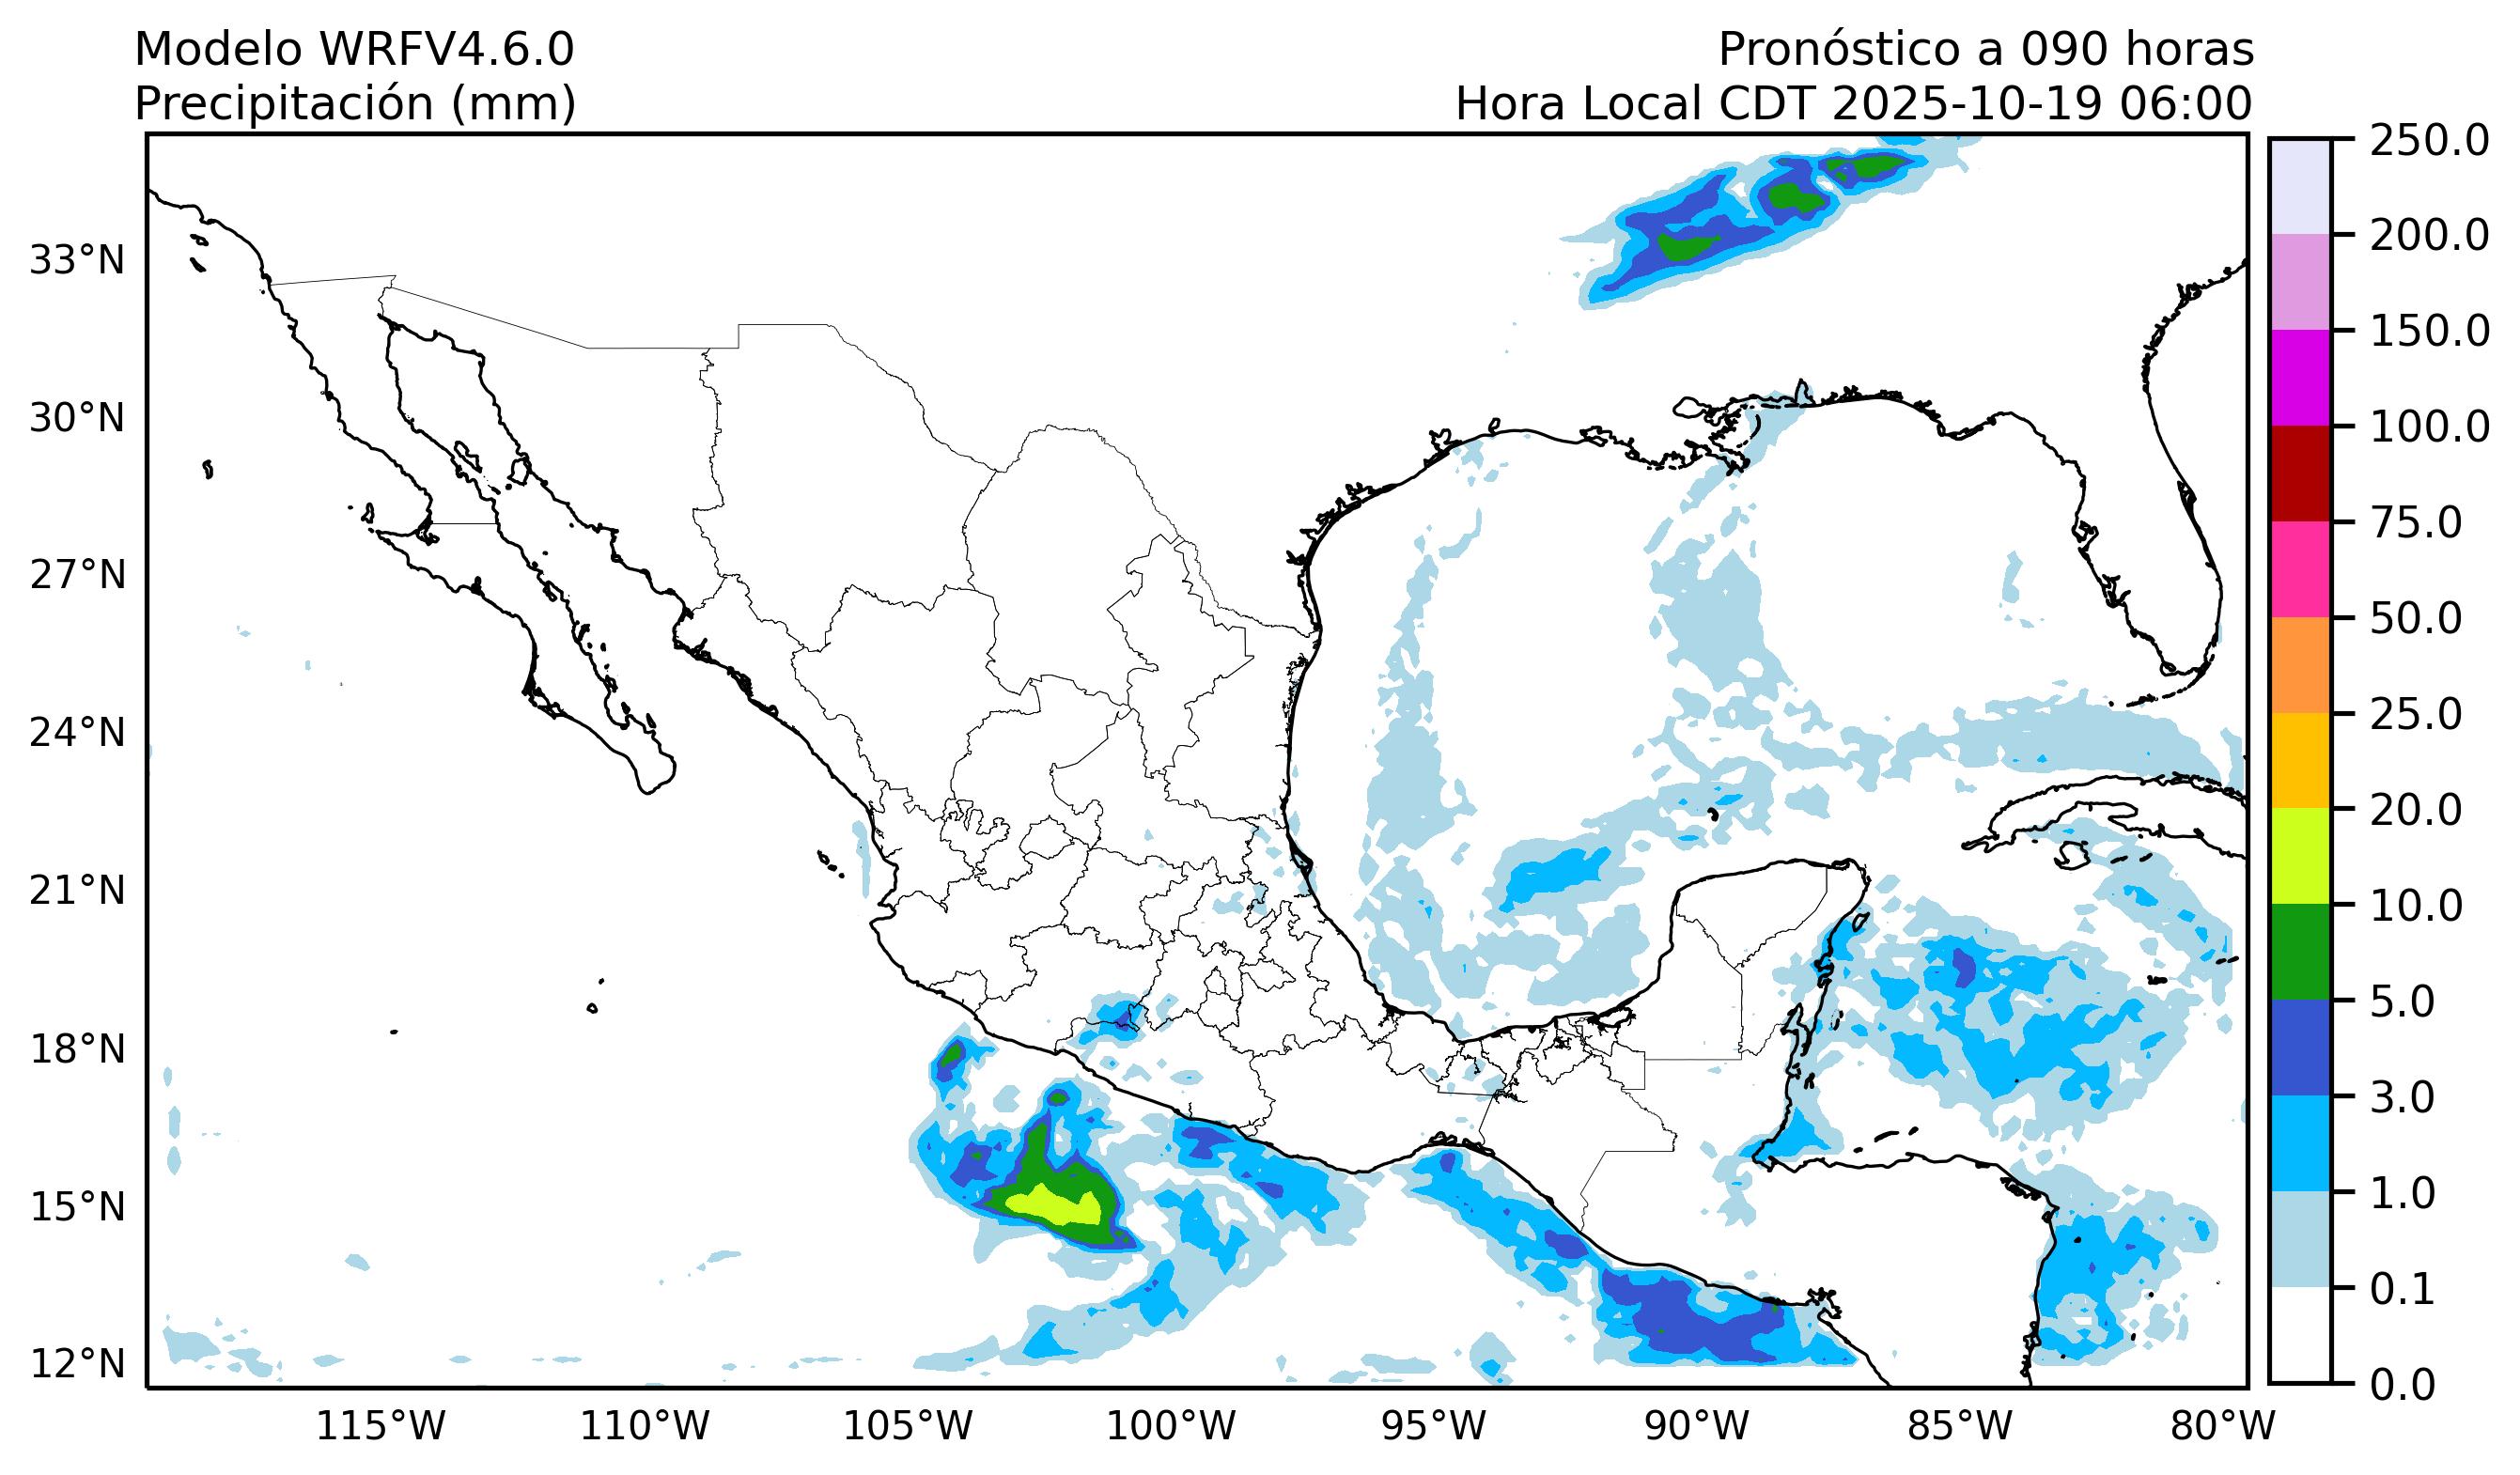 Modelo WRFV4.6.0
Precipitación (mm)
Pronóstico a 090 horas
Hora Local CDT 2025-10-19 06:00
33°N
30°N
27°N
24°N
21°N
18°N
15°N
12°N
115°W
110°W
105°W
100°W
95°W
90°W
85°W
80°W
250.0
200.0
150.0
100.0
75.0
50.0
25.0
20.0
10.0
5.0
3.0
1.0
0.1
0.0